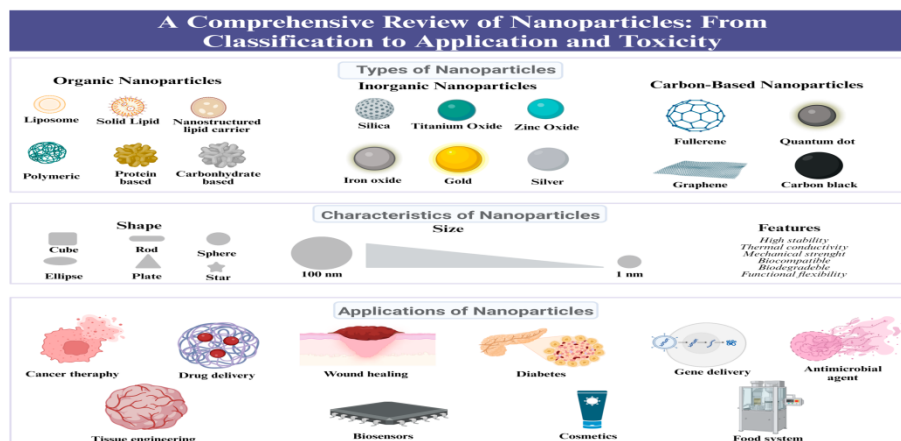 A Comprehensive Review of Nanoparticles: From
Classification to Application and Toxicity
Types of Nanoparticles
Organic Nanoparticles
Inorganic Nanoparticles
Carbon-Based Nanoparticles
Liposome
Solid Lipid
Nanostructured
lipid carrier
Silica
Titanium Oxide
Zinc Oxide
Fullerene
Quantum dot
Polymeric
Protein
based
Carbonhydrate
based
Iron oxide
Gold
Silver
Graphene
Carbon black
Characteristics of Nanoparticles
Shape
Size
Features
Cube
Rod
Sphere
Ellipse
Plate
Star
100 nm
1 nm
High stability
Thermal conductivity
Mechanical strenght
Biocompatible
Biodegradeble
Functional flexibility
Applications of Nanoparticles
Cancer theraphy
Drug delivery
Wound healing
Diabetes
Gene delivery
Antimicrobial
agent
Tissue engineering
Biosensors
Cosmetics
Food system